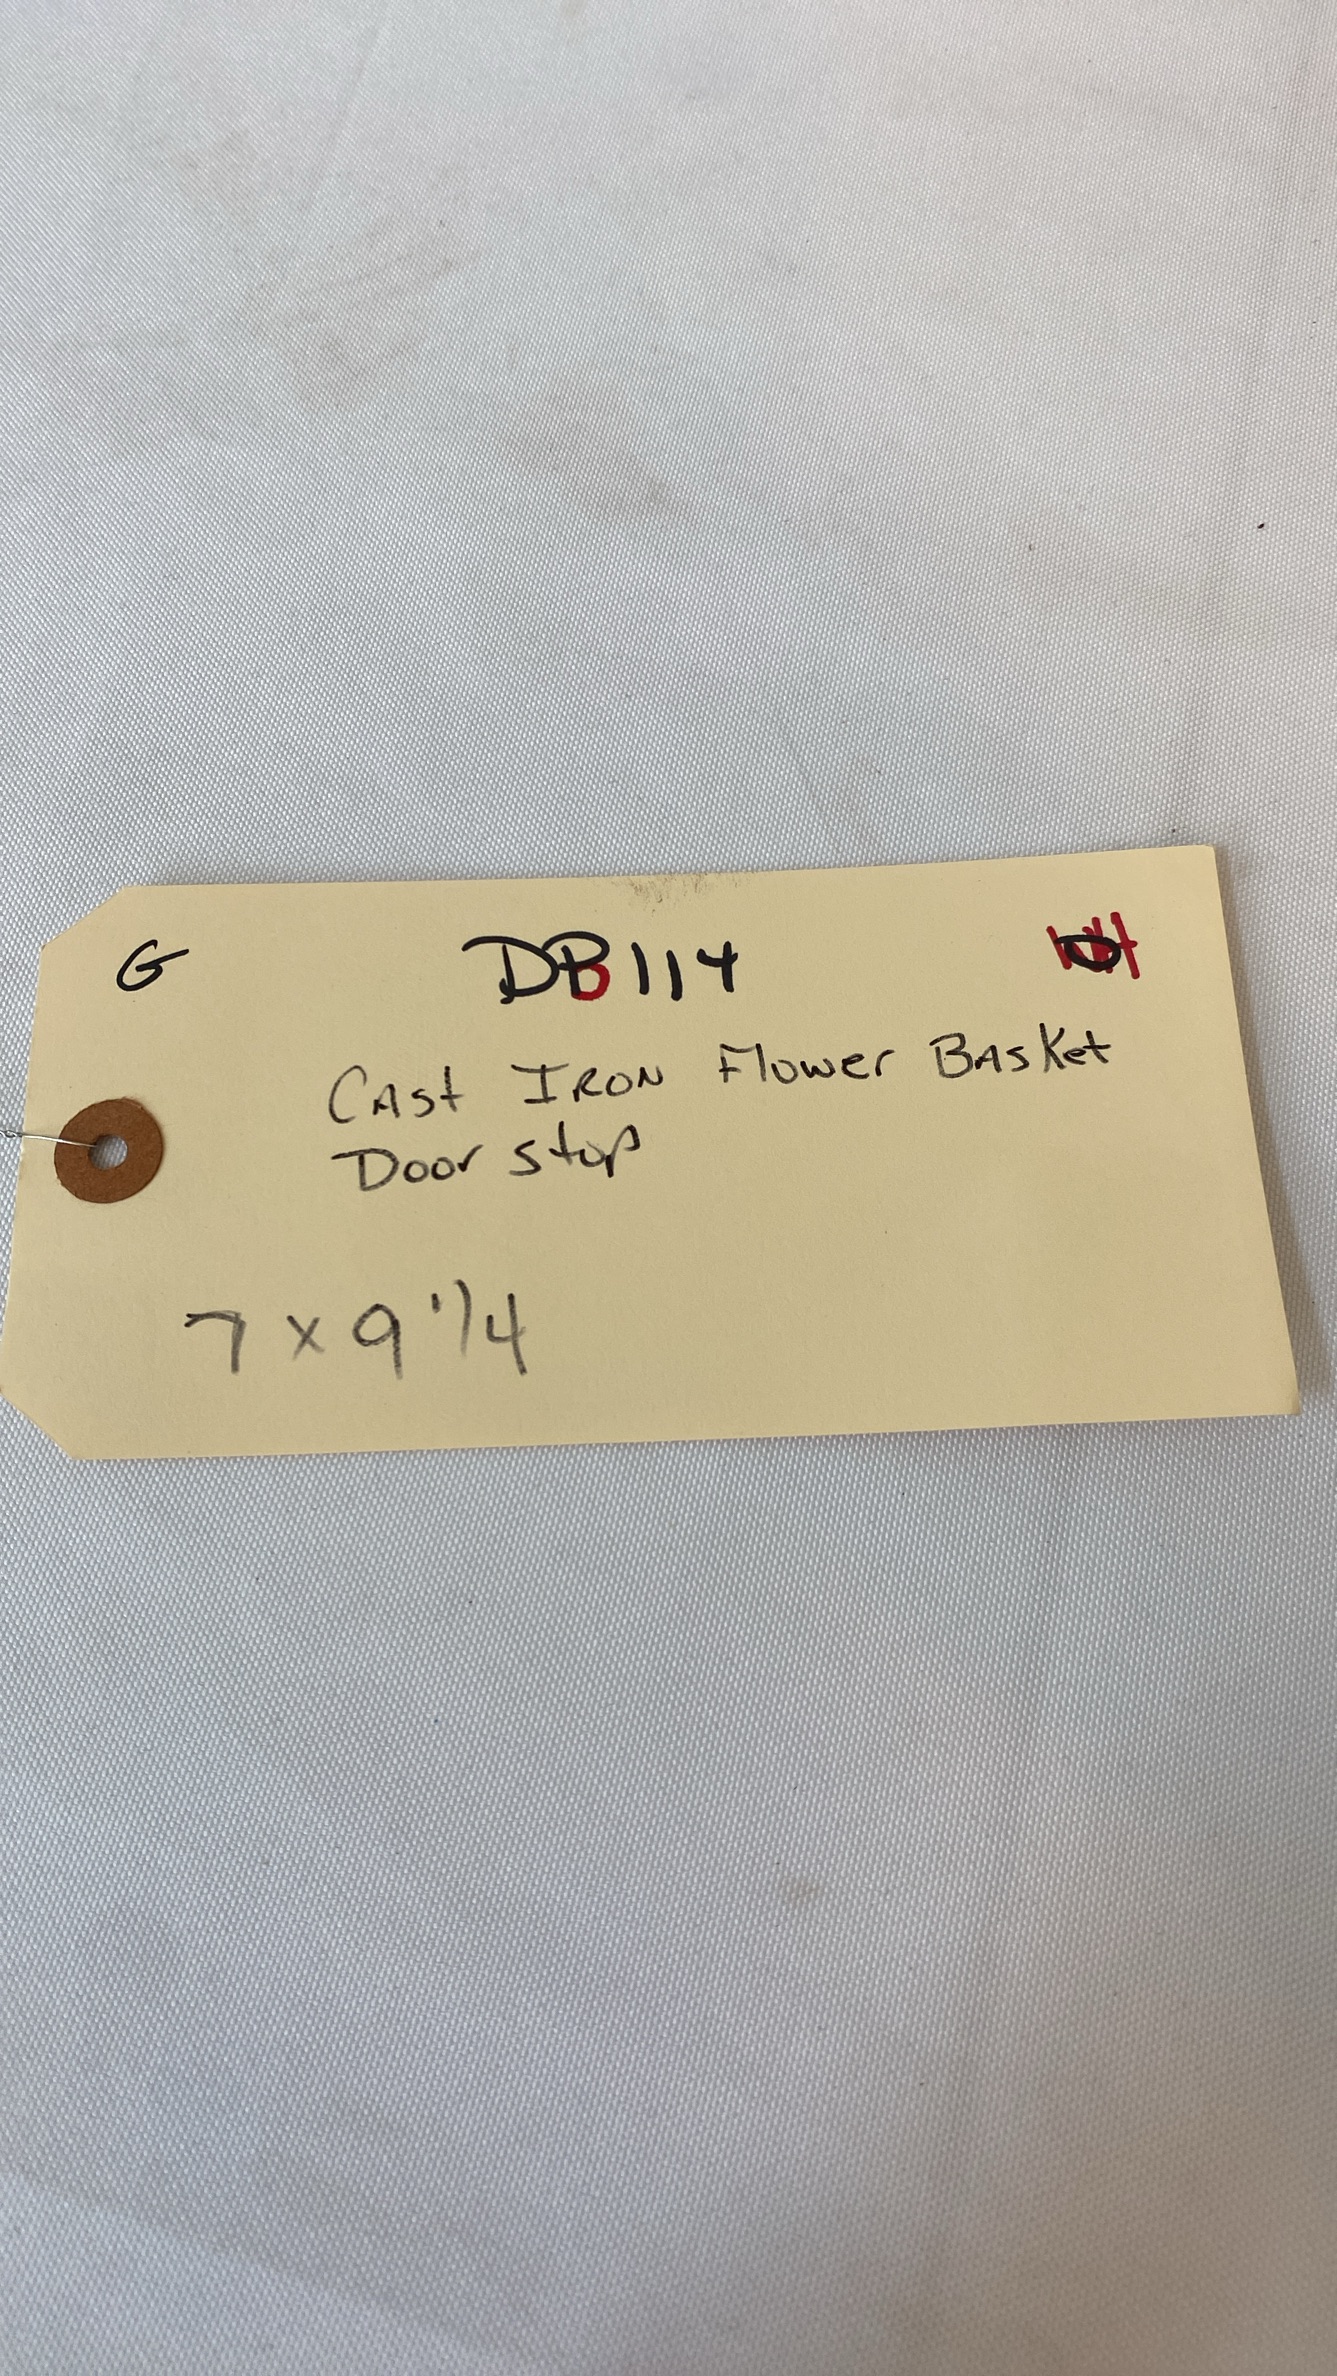 G DB114
Cast Iron Flower Basket
Door stop
7 x 9 1/4